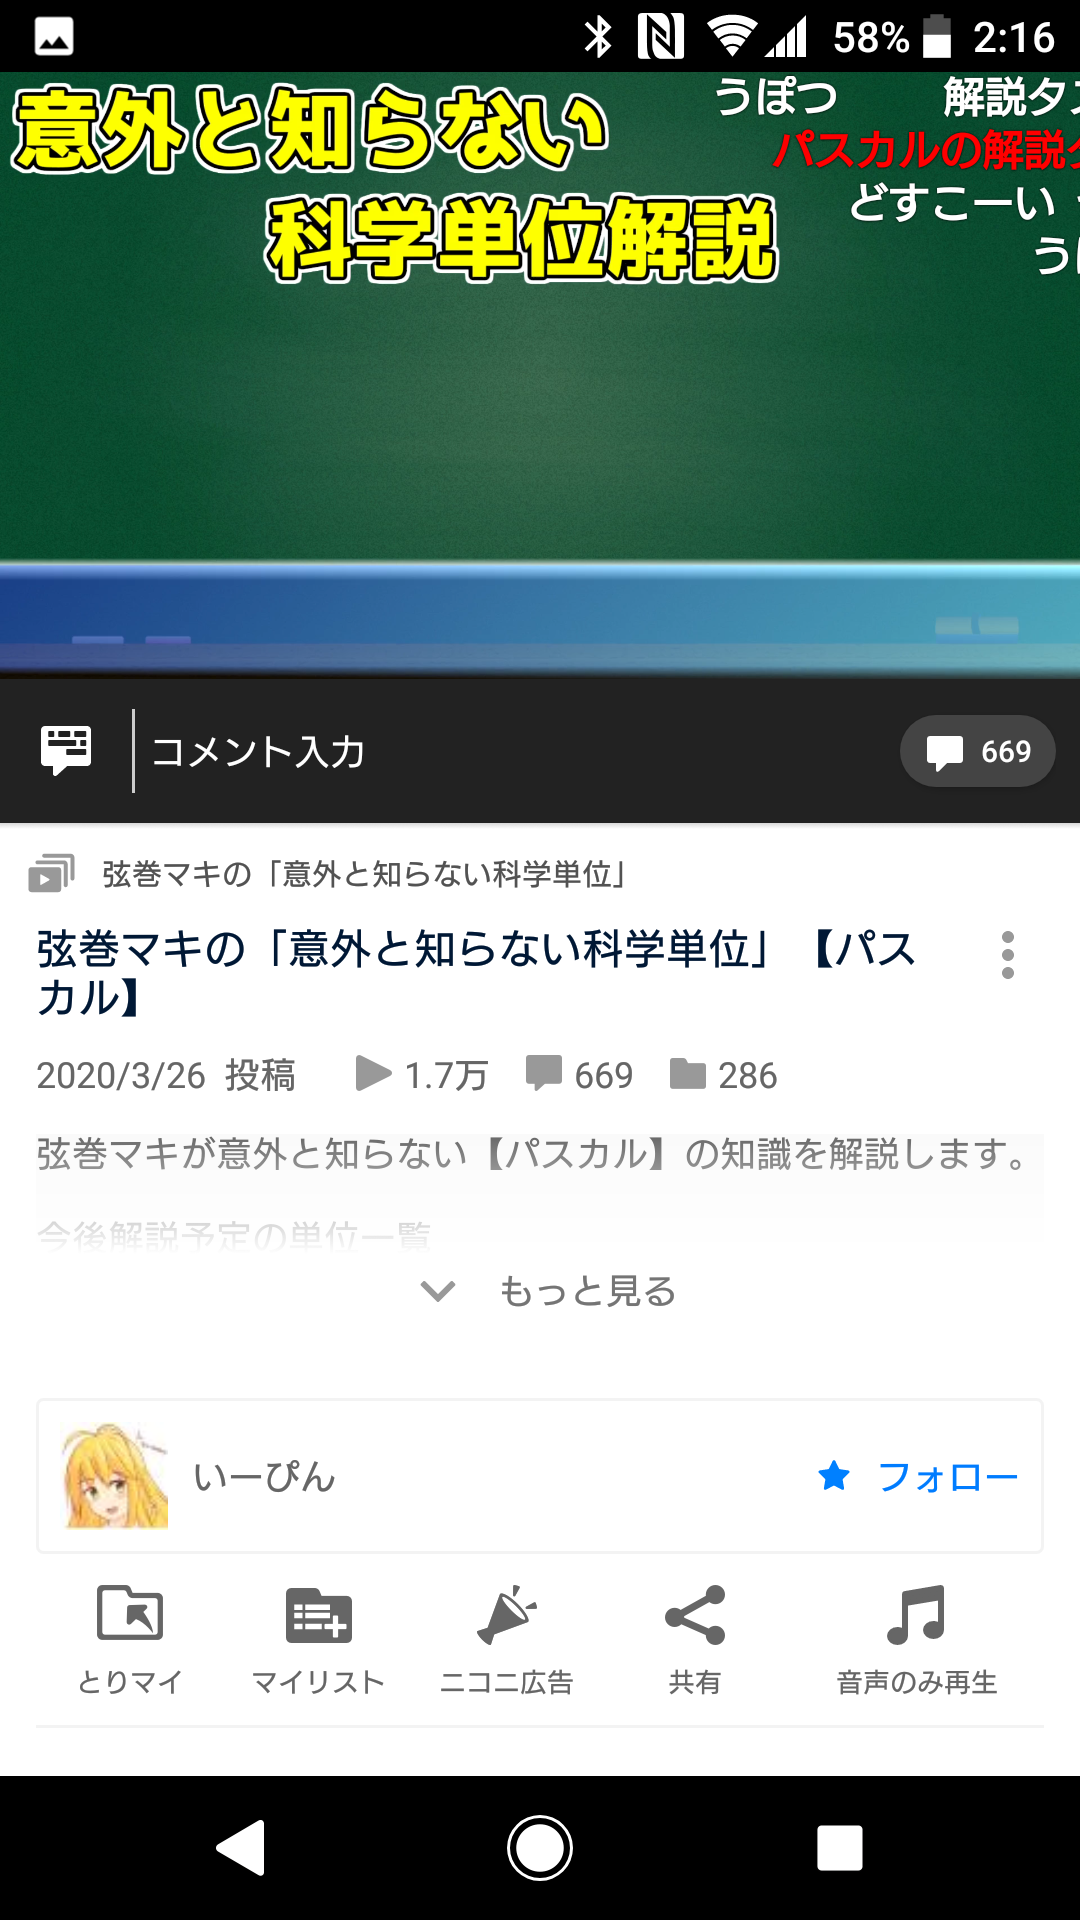 58% 2:16
意外と知らない
科学単位解説
うぽつ
解説タ
パスカルの解説
どすこーい
う
コメント入力
669
弦巻マキの「意外と知らない科学単位」
弦巻マキの「意外と知らない科学単位」【パス
カル】
2020/3/26 投稿 1.7万 669 286
弦巻マキが意外と知らない【パスカル】の知識を解説します。
今後解説予定の単位一覧
もっと見る
いーぴん
フォロー
とりマイ マイリスト ニコニ広告 共有 音声のみ再生